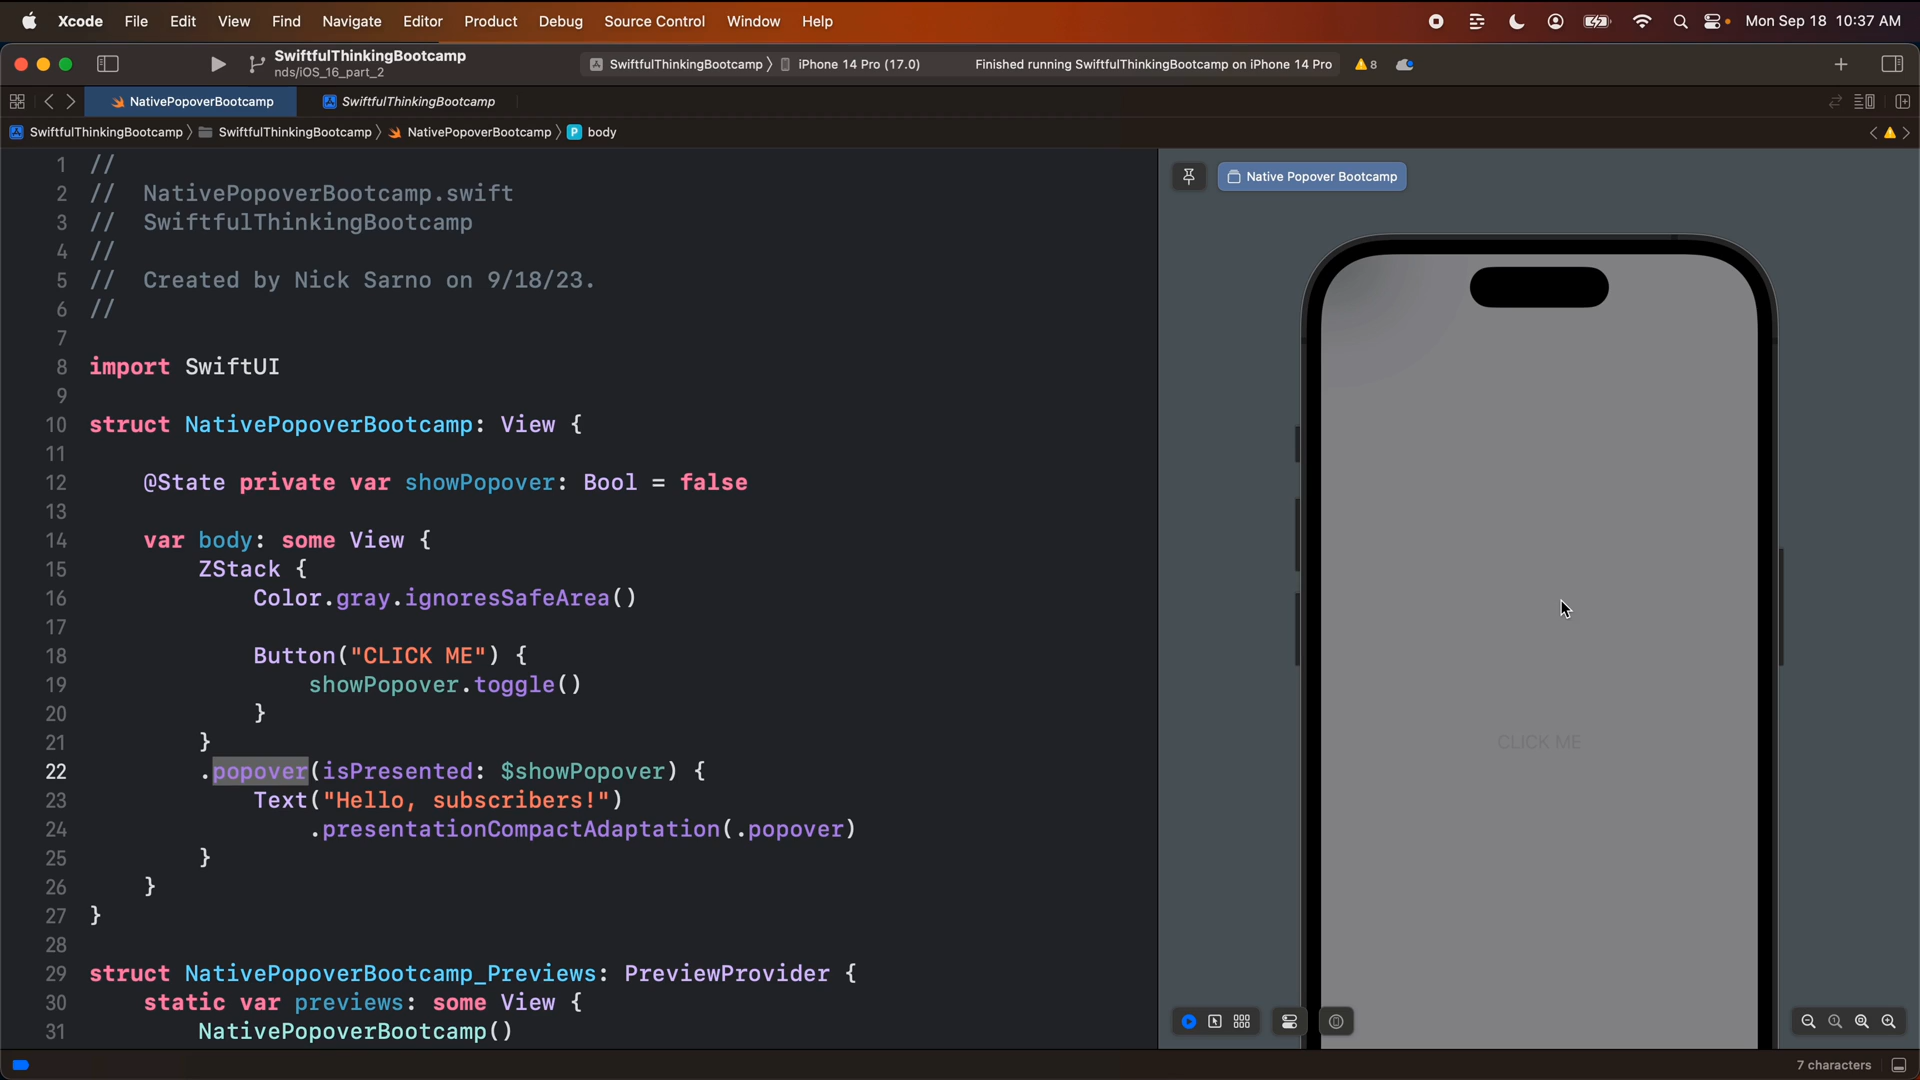 Xcode File Edit View Find Navigate Editor Product Debug Source Control Window Help Mon Sep 18 10:37 AM
SwiftfulThinkingBootcamp
nds/iOS_16_part_2
SwiftfulThinkingBootcamp iPhone 14 Pro (17.0) Finished running SwiftfulThinkingBootcamp on iPhone 14 Pro 8
NativePopoverBootcamp SwiftfulThinkingBootcamp
SwiftfulThinkingBootcamp SwiftfulThinkingBootcamp NativePopoverBootcamp P body
1 //
2 // NativePopoverBootcamp.swift
3 // SwiftfulThinkingBootcamp
4 //
5 // Created by Nick Sarno on 9/18/23.
6 //
7
8 import SwiftUI
9
10 struct NativePopoverBootcamp: View {
11
12 @State private var showPopover: Bool = false
13
14 var body: some View {
15 ZStack {
16 Color.gray.ignoresSafeArea()
17
18 Button("CLICK ME") {
19 showPopover.toggle()
20 }
21 }
22 .popover(isPresented: $showPopover) {
23 Text("Hello, subscribers!")
24 .presentationCompactAdaptation(.popover)
25 }
26 }
27 }
28
29 struct NativePopoverBootcamp_Previews: PreviewProvider {
30 static var previews: some View {
31 NativePopoverBootcamp()
Native Popover Bootcamp
CLICK ME
7 characters